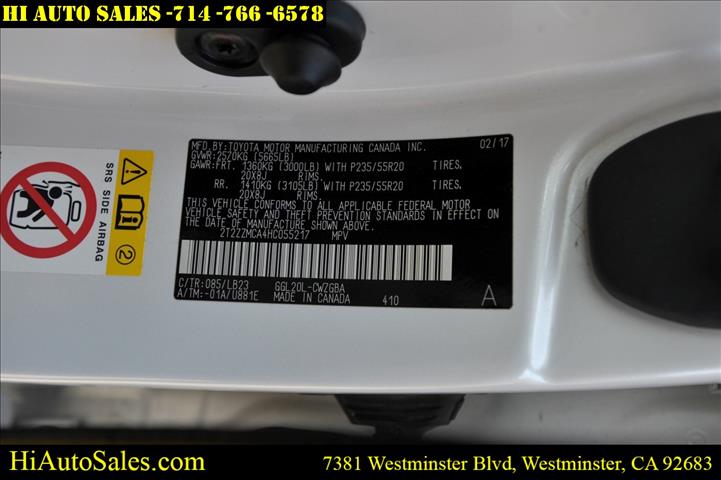 HI AUTO SALES -714 -766 -6578
MFD.BY:TOYOTA MOTOR MANUFACTURING CANADA INC. 02/17
GVWR:2570KG (5665LB)
GAWR:FRT. 1360KG (3000LB) WITH P235/55R20 TIRES.
20X8J RIMS.
RR. 1410KG (3105LB) WITH P235/55R20 TIRES.
20X8J RIMS.
THIS VEHICLE CONFORMS TO ALL APPLICABLE FEDERAL MOTOR
VEHICLE SAFETY AND THEFT PREVENTION STANDARDS IN EFFECT
ON THE DATE OF MANUFACTURE SHOWN ABOVE.
2T2ZZMCA4HC055217 MPV
C/TR:085/LB23 GGL20L-CWZGBA
A/TM:-01A/U881E MADE IN CANADA 410 A
SRS SIDE AIRBAG
2
HiAutoSales.com 7381 Westminster Blvd, Westminster, CA 92683